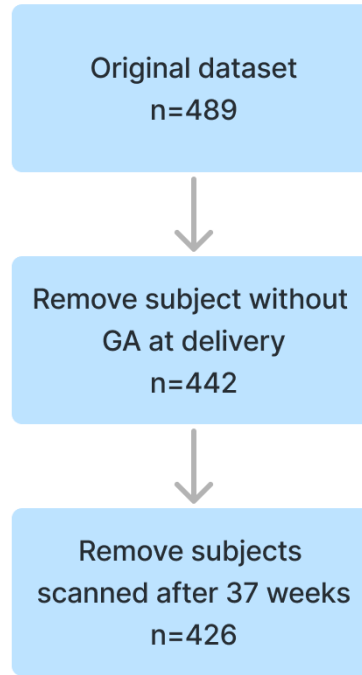 Original dataset
n=489
Remove subject without
GA at delivery
n=442
Remove subjects
scanned after 37 weeks
n=426